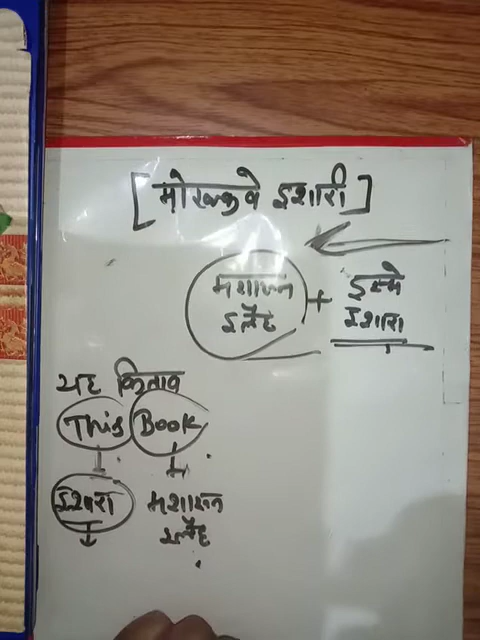 [मोरक्कबे इशारी]
मशारुन
इलैह
+
इस्मे
इशारा
यह किताब
This Book
इशारा मशारुन
इलैह